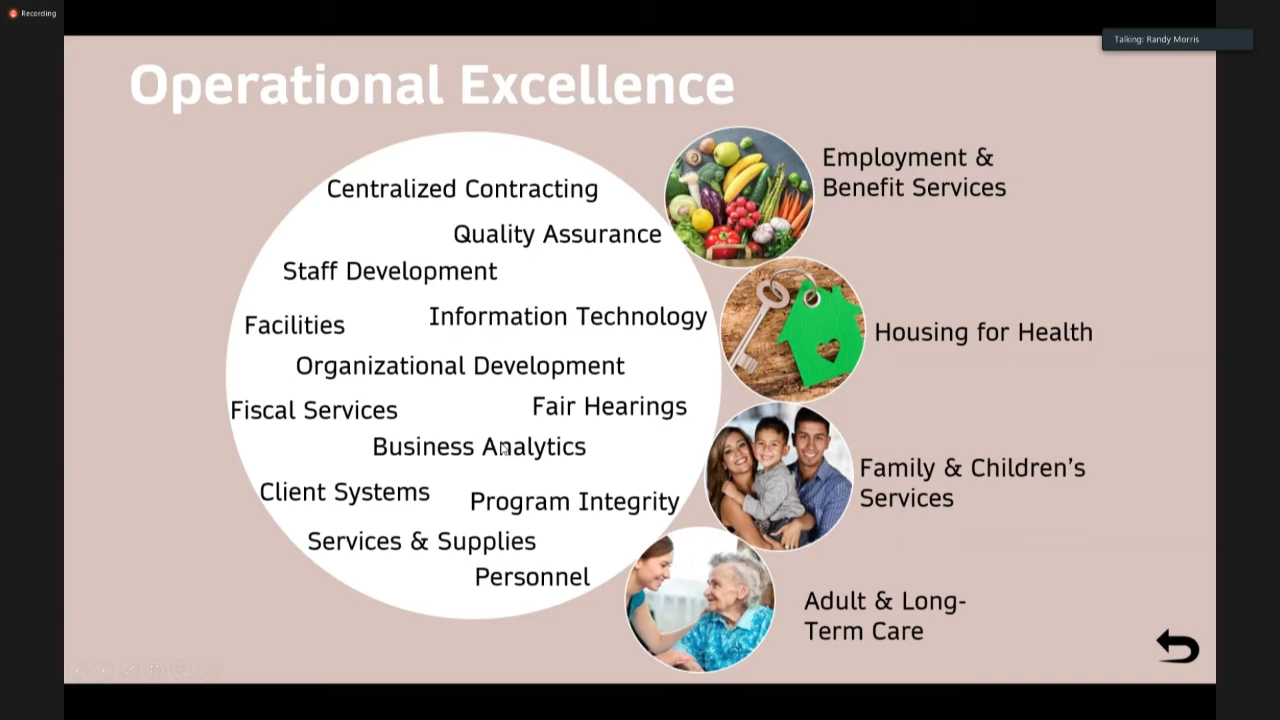 Recording
Talking: Randy Morris
Operational Excellence
Centralized Contracting
Quality Assurance
Staff Development
Information Technology
Facilities
Organizational Development
Fair Hearings
Fiscal Services
Business Analytics
Client Systems
Program Integrity
Services & Supplies
Personnel
Employment &
Benefit Services
Housing for Health
Family & Children’s
Services
Adult & Long-
Term Care